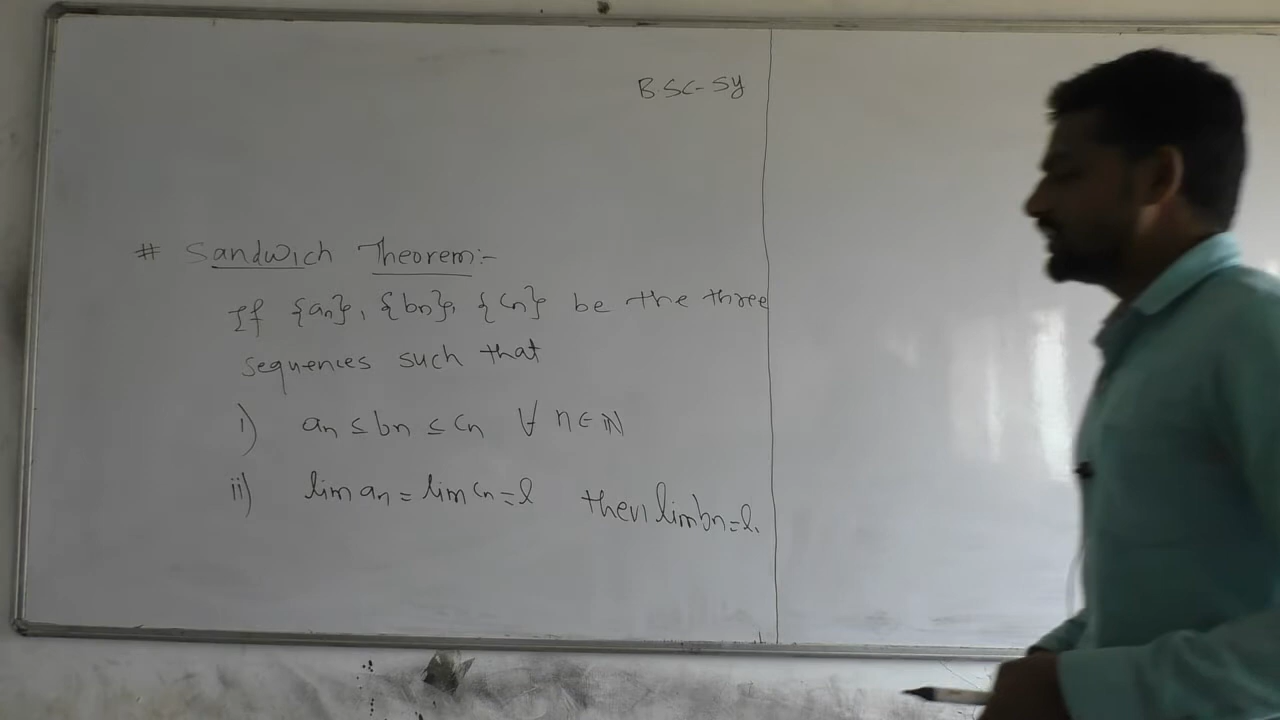 B.SC-SY
# Sandwich Theorem:-
If {an}, {bn}, {cn} be the three
sequences such that
i) an ≤ bn ≤ cn ∀ n ∈ ℕ
ii) lim an = lim cn = l then lim bn = l.